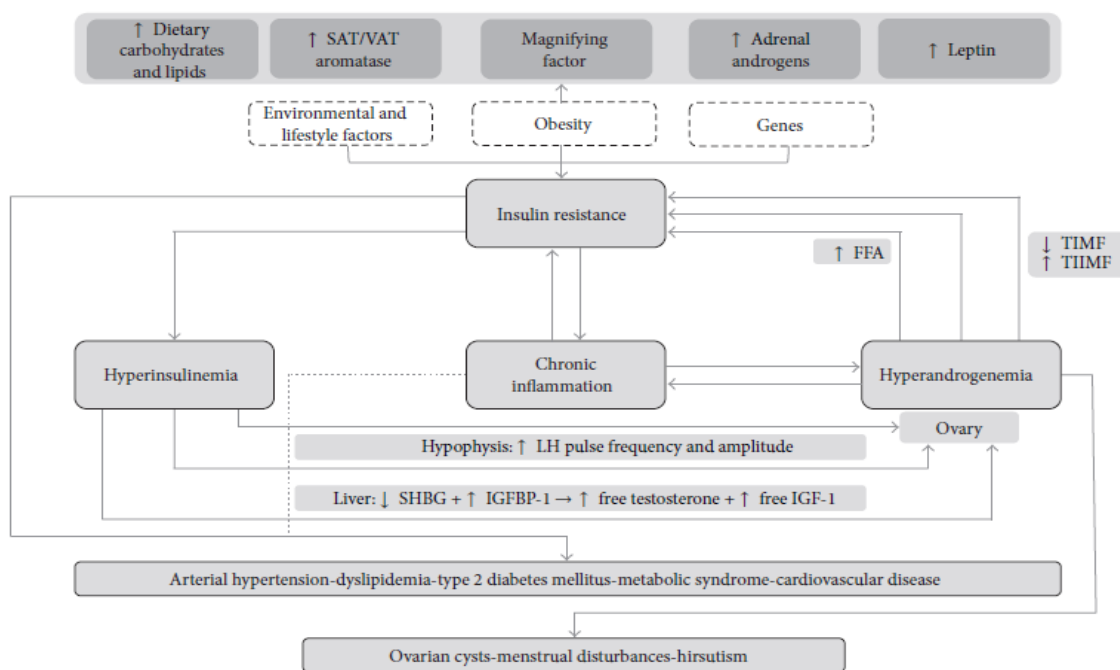 ↑ Dietary
carbohydrates
and lipids
↑ SAT/VAT
aromatase
Magnifying
factor
↑ Adrenal
androgens
↑ Leptin
Environmental and
lifestyle factors
Obesity
Genes
Insulin resistance
↑ FFA
↓ TIMF
↑ TIIMF
Hyperinsulinemia
Chronic
inflammation
Hyperandrogenemia
Ovary
Hypophysis: ↑ LH pulse frequency and amplitude
Liver: ↓ SHBG + ↑ IGFBP-1 → ↑ free testosterone + ↑ free IGF-1
Arterial hypertension-dyslipidemia-type 2 diabetes mellitus-metabolic syndrome-cardiovascular disease
Ovarian cysts-menstrual disturbances-hirsutism